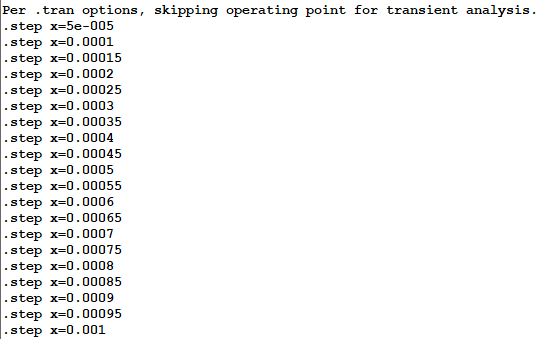 Per .tran options, skipping operating point for transient analysis.
.step x=5e-005
.step x=0.0001
.step x=0.00015
.step x=0.0002
.step x=0.00025
.step x=0.0003
.step x=0.00035
.step x=0.0004
.step x=0.00045
.step x=0.0005
.step x=0.00055
.step x=0.0006
.step x=0.00065
.step x=0.0007
.step x=0.00075
.step x=0.0008
.step x=0.00085
.step x=0.0009
.step x=0.00095
.step x=0.001